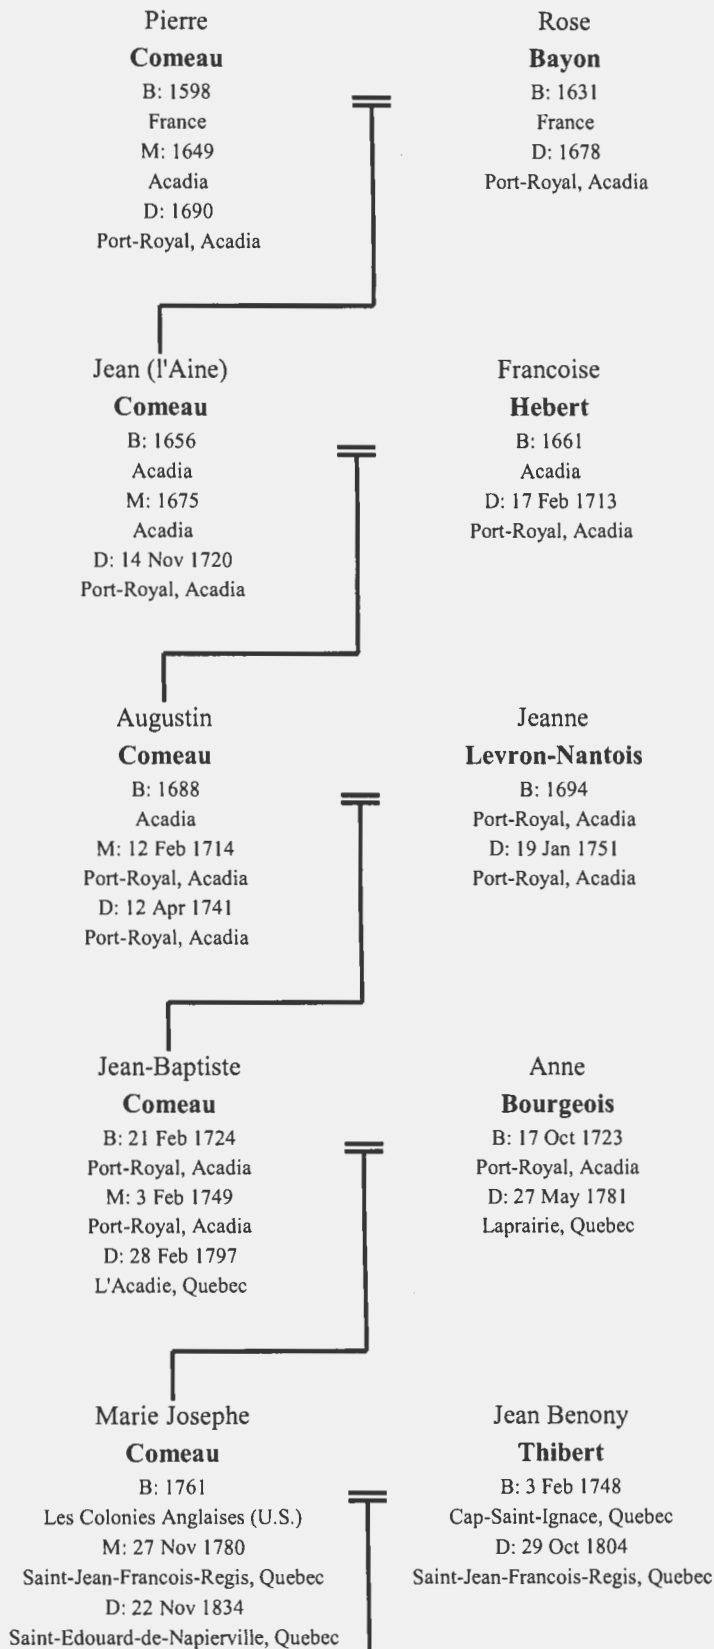 Pierre
Comeau
B: 1598
France
M: 1649
Acadia
D: 1690
Port-Royal, Acadia
Rose
Bayon
B: 1631
France
D: 1678
Port-Royal, Acadia
Jean (l'Aine)
Comeau
B: 1656
Acadia
M: 1675
Acadia
D: 14 Nov 1720
Port-Royal, Acadia
Francoise
Hebert
B: 1661
Acadia
D: 17 Feb 1713
Port-Royal, Acadia
Augustin
Comeau
B: 1688
Acadia
M: 12 Feb 1714
Port-Royal, Acadia
D: 12 Apr 1741
Port-Royal, Acadia
Jeanne
Levron-Nantois
B: 1694
Port-Royal, Acadia
D: 19 Jan 1751
Port-Royal, Acadia
Jean-Baptiste
Comeau
B: 21 Feb 1724
Port-Royal, Acadia
M: 3 Feb 1749
Port-Royal, Acadia
D: 28 Feb 1797
L'Acadie, Quebec
Anne
Bourgeois
B: 17 Oct 1723
Port-Royal, Acadia
D: 27 May 1781
Laprairie, Quebec
Marie Josephe
Comeau
B: 1761
Les Colonies Anglaises (U.S.)
M: 27 Nov 1780
Saint-Jean-Francois-Regis, Quebec
D: 22 Nov 1834
Saint-Edouard-de-Napierville, Quebec
Jean Benony
Thibert
B: 3 Feb 1748
Cap-Saint-Ignace, Quebec
D: 29 Oct 1804
Saint-Jean-Francois-Regis, Quebec